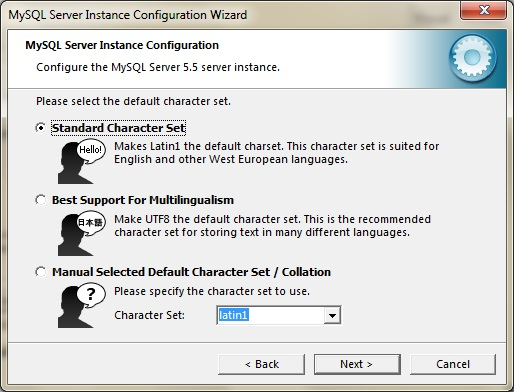 MySQL Server Instance Configuration Wizard
MySQL Server Instance Configuration
Configure the MySQL Server 5.5 server instance.
Please select the default character set.
Standard Character Set
Hello!
Makes Latin1 the default charset. This character set is suited for
English and other West European languages.
Best Support For Multilingualism
日本語
Make UTF8 the default character set. This is the recommended
character set for storing text in many different languages.
Manual Selected Default Character Set / Collation
?
Please specify the character set to use.
Character Set: latin1
< Back Next > Cancel